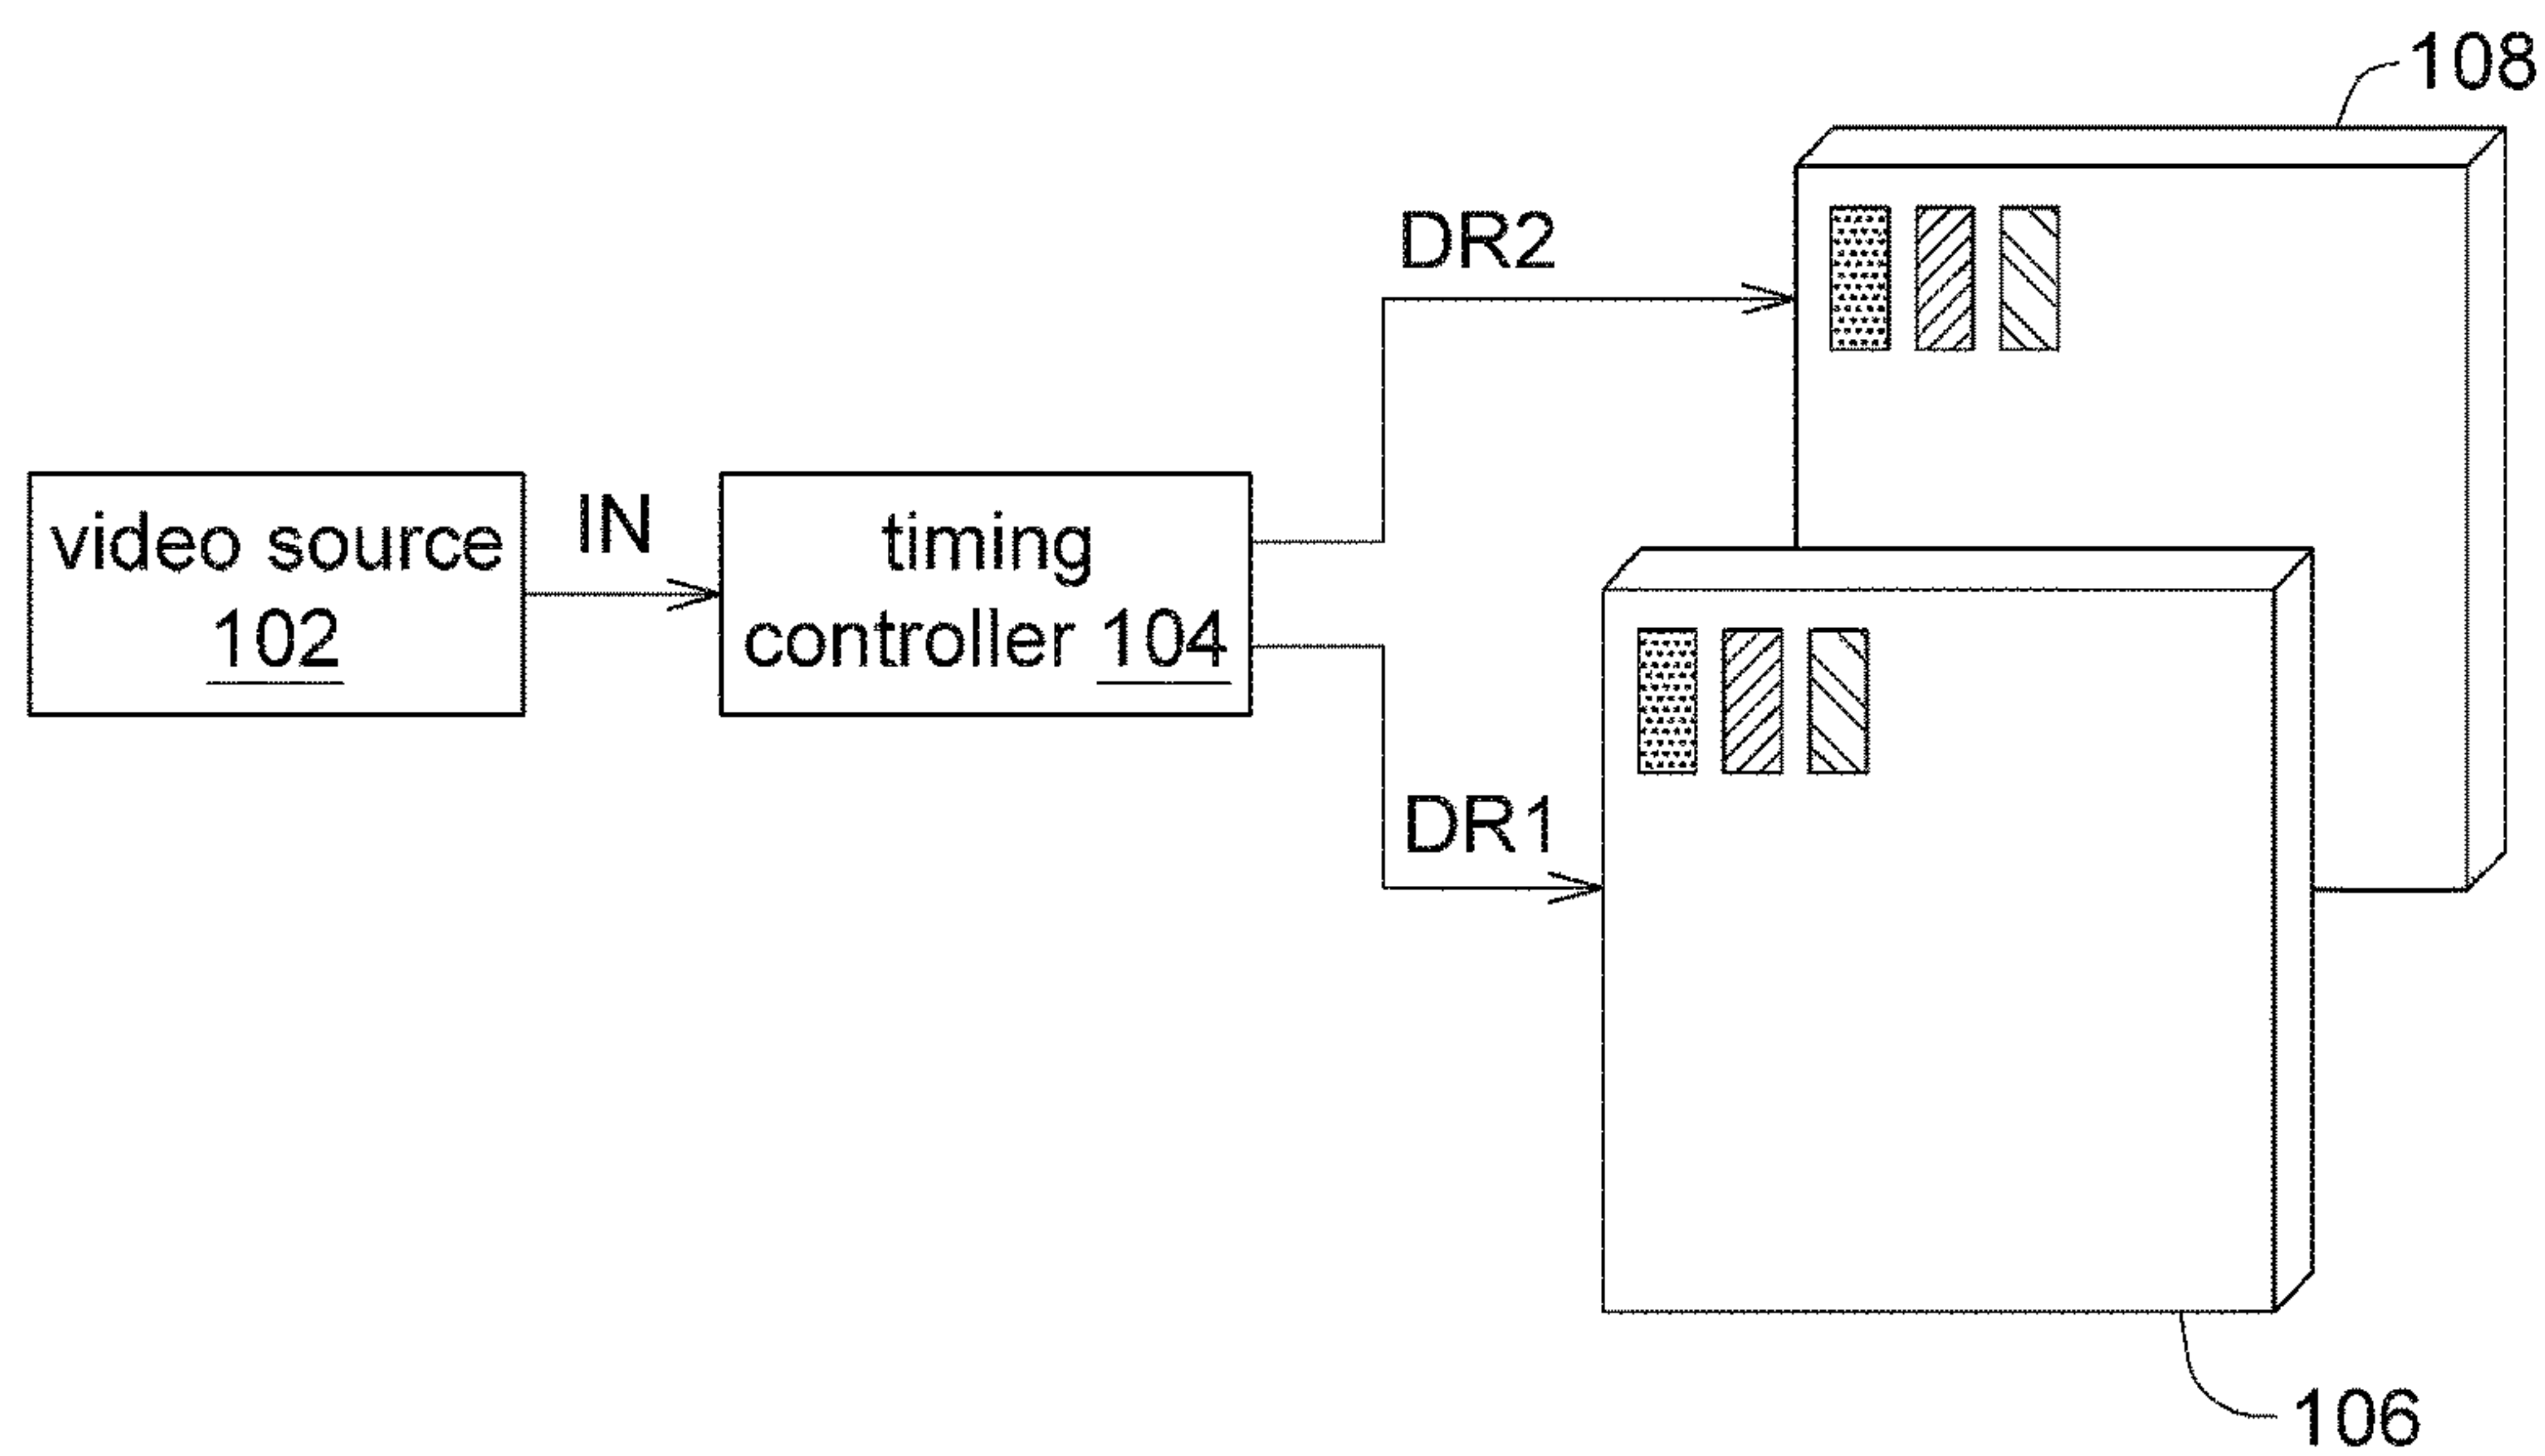 108
DR2
video source
102
IN
timing
controller 104
DR1
106